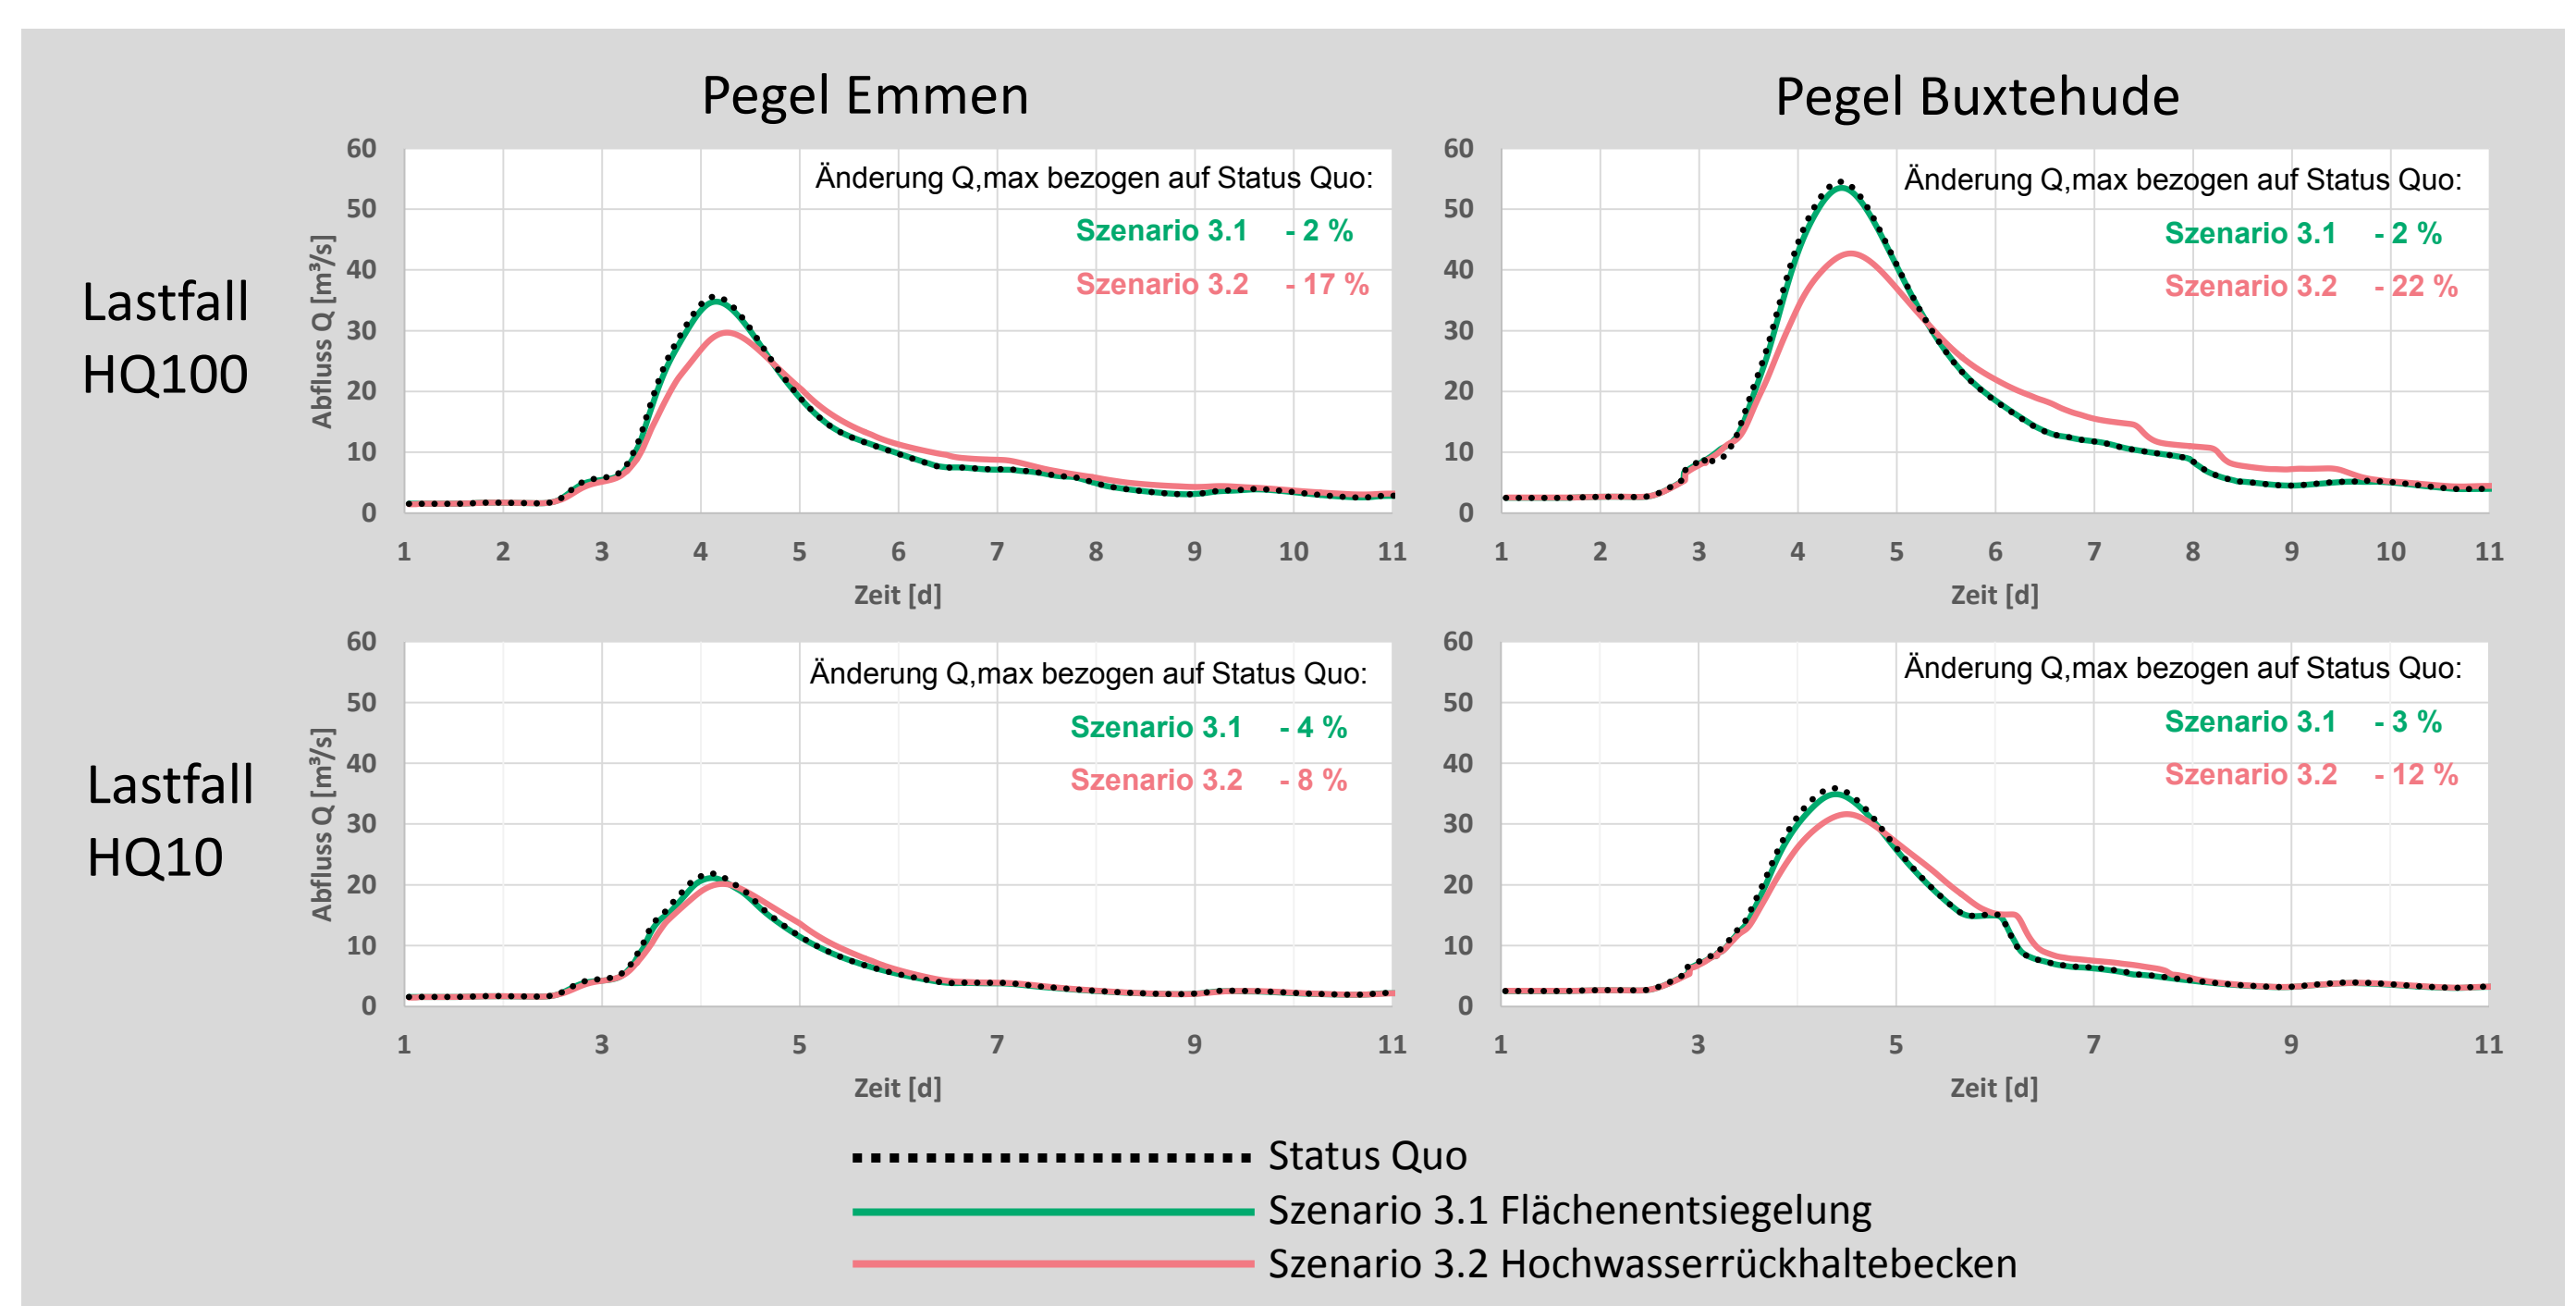 Pegel Emmen
Pegel Buxtehude
Lastfall
HQ100
Abfluss Q [m³/s]
60
50
40
30
20
10
0
Änderung Q,max bezogen auf Status Quo:
Szenario 3.1 - 2 %
Szenario 3.2 - 17 %
1 2 3 4 5 6 7 8 9 10 11
Zeit [d]
60
50
40
30
20
10
0
Änderung Q,max bezogen auf Status Quo:
Szenario 3.1 - 2 %
Szenario 3.2 - 22 %
1 2 3 4 5 6 7 8 9 10 11
Zeit [d]
Lastfall
HQ10
Abfluss Q [m³/s]
60
50
40
30
20
10
0
Änderung Q,max bezogen auf Status Quo:
Szenario 3.1 - 4 %
Szenario 3.2 - 8 %
1 3 5 7 9 11
Zeit [d]
60
50
40
30
20
10
0
Änderung Q,max bezogen auf Status Quo:
Szenario 3.1 - 3 %
Szenario 3.2 - 12 %
1 3 5 7 9 11
Zeit [d]
Status Quo
Szenario 3.1 Flächenentsiegelung
Szenario 3.2 Hochwasserrückhaltebecken